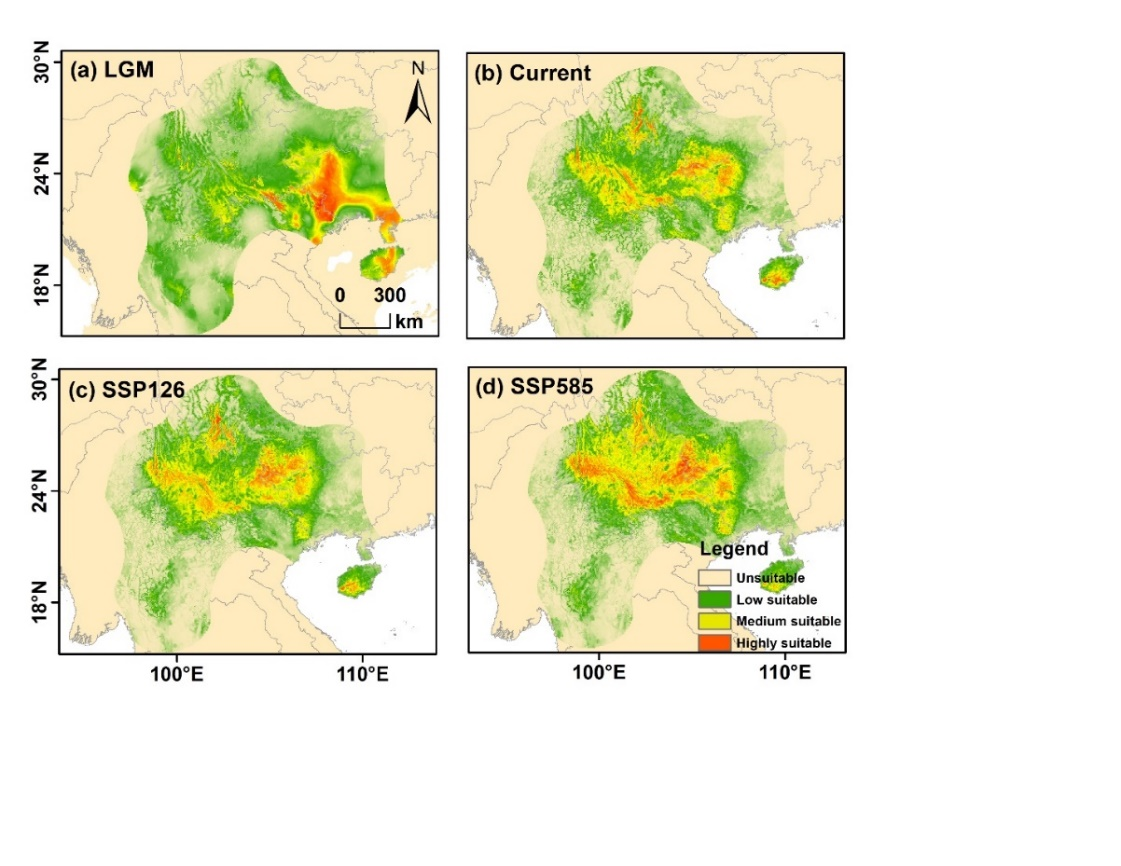 (a) LGM
N
30°N
24°N
18°N
0 300
km
(b) Current
(c) SSP126
30°N
24°N
18°N
100°E 110°E
(d) SSP585
Legend
Unsuitable
Low suitable
Medium suitable
Highly suitable
100°E 110°E